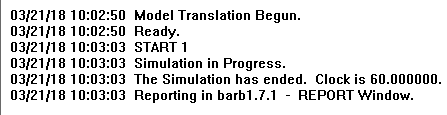 03/21/18 10:02:50 Model Translation Begun.
03/21/18 10:02:50 Ready.
03/21/18 10:03:03 START 1
03/21/18 10:03:03 Simulation in Progress.
03/21/18 10:03:03 The Simulation has ended. Clock is 60.000000.
03/21/18 10:03:03 Reporting in barb1.7.1 - REPORT Window.